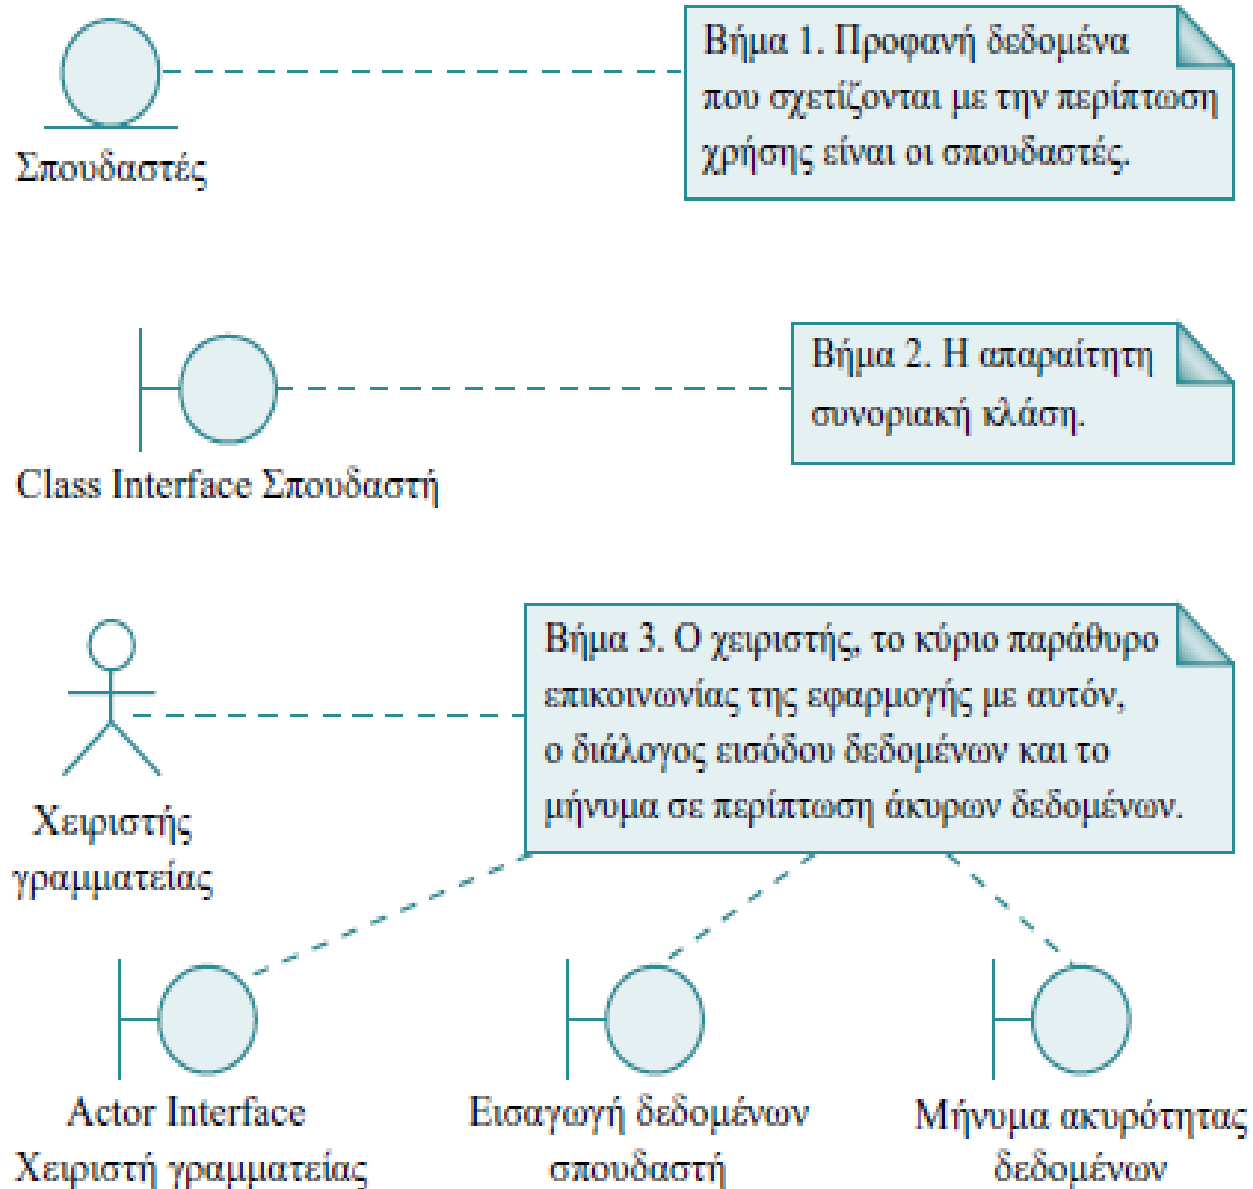 Βήμα 1. Προφανή δεδομένα
που σχετίζονται με την περίπτωση
χρήσης είναι οι σπουδαστές.
Σπουδαστές
Βήμα 2. Η απαραίτητη
συνοριακή κλάση.
Class Interface Σπουδαστή
Βήμα 3. Ο χειριστής, το κύριο παράθυρο
επικοινωνίας της εφαρμογής με αυτόν,
ο διάλογος εισόδου δεδομένων και το
μήνυμα σε περίπτωση άκυρων δεδομένων.
Χειριστής
γραμματείας
Actor Interface
Χειριστή γραμματείας
Εισαγωγή δεδομένων
σπουδαστή
Μήνυμα ακυρότητας
δεδομένων